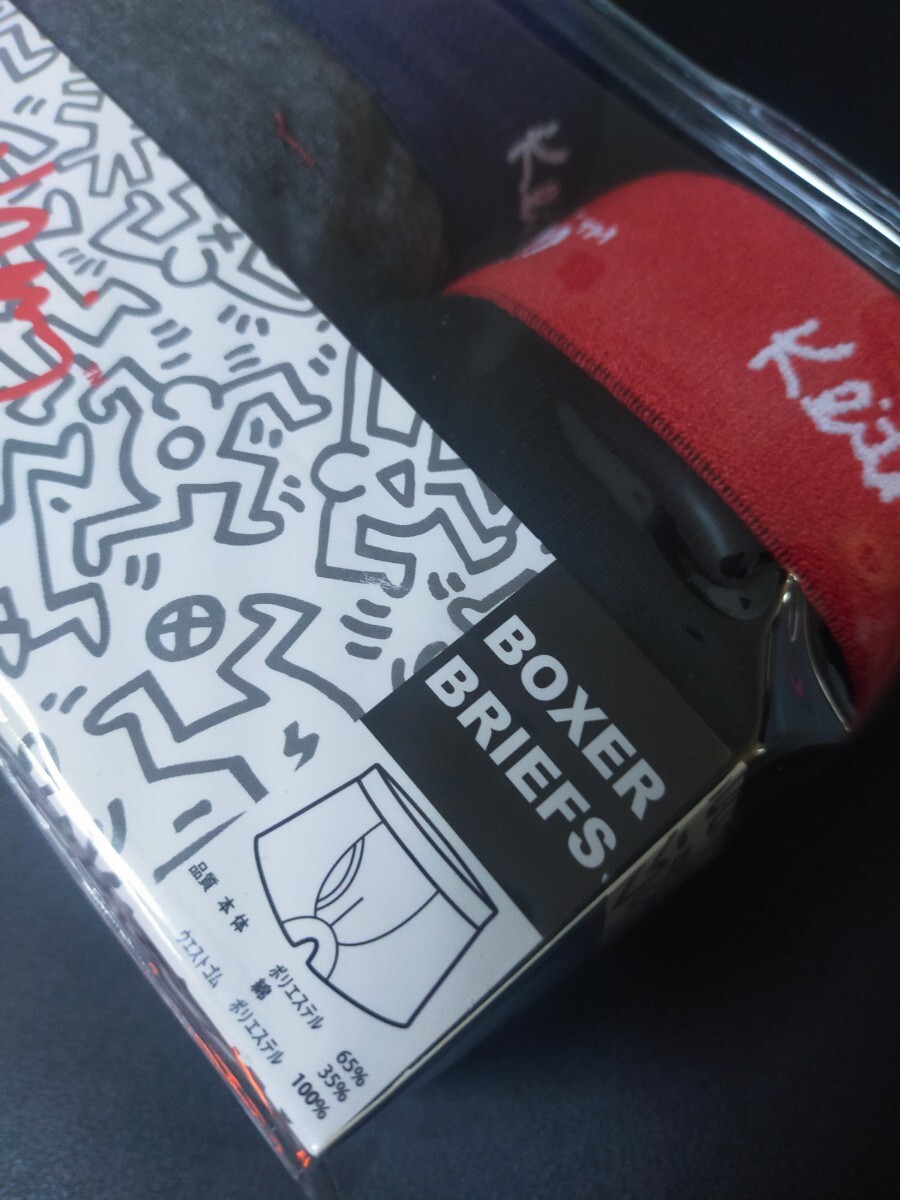 Kei
BOXER
BRIEFS
品質 本体 ポリエステル 65%
綿 35%
ウエストゴム ポリエステル 100%